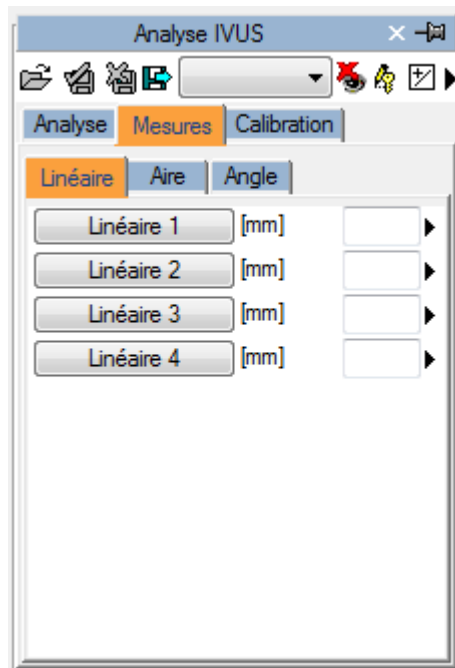 Analyse IVUS
Analyse Mesures Calibration
Linéaire Aire Angle
Linéaire 1 [mm]
Linéaire 2 [mm]
Linéaire 3 [mm]
Linéaire 4 [mm]